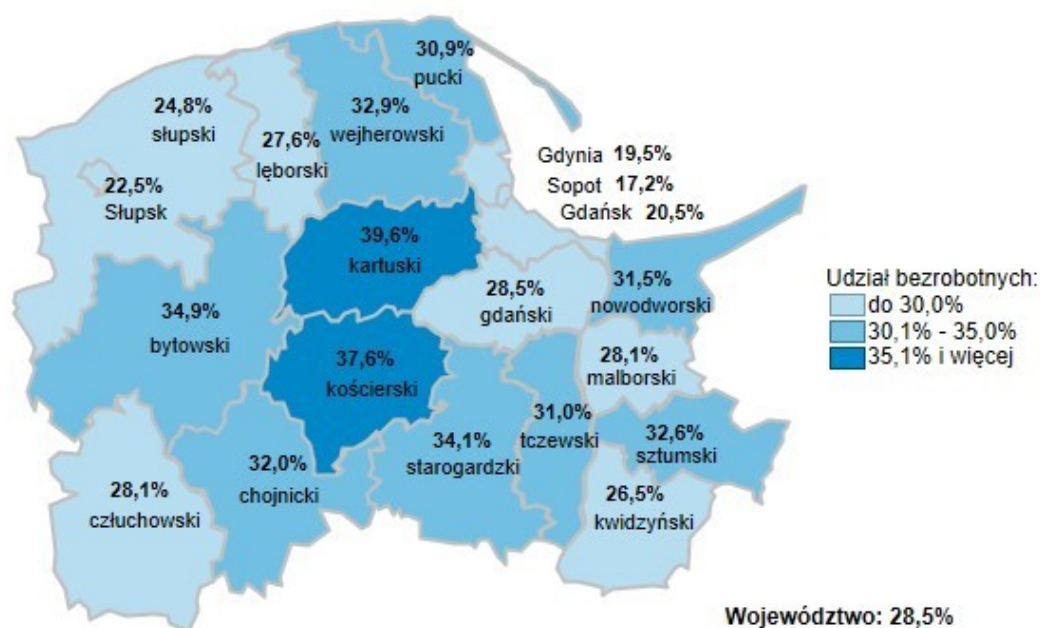 30,9%
pucki
24,8%
słupski
32,9%
wejherowski
27,6%
lęborski
Gdynia 19,5%
Sopot 17,2%
Gdańsk 20,5%
22,5%
Słupsk
39,6%
kartuski
28,5%
gdański
31,5%
nowodworski
34,9%
bytowski
37,6%
kościerski
28,1%
malborski
31,0%
tczewski
34,1%
starogardzki
32,6%
sztumski
32,0%
chojnicki
28,1%
człuchowski
26,5%
kwidzyński
Udział bezrobotnych:
do 30,0%
30,1% - 35,0%
35,1% i więcej
Województwo: 28,5%